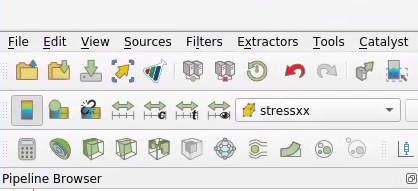 File Edit View Sources Filters Extractors Tools Catalyst
c t
stressxx
Pipeline Browser